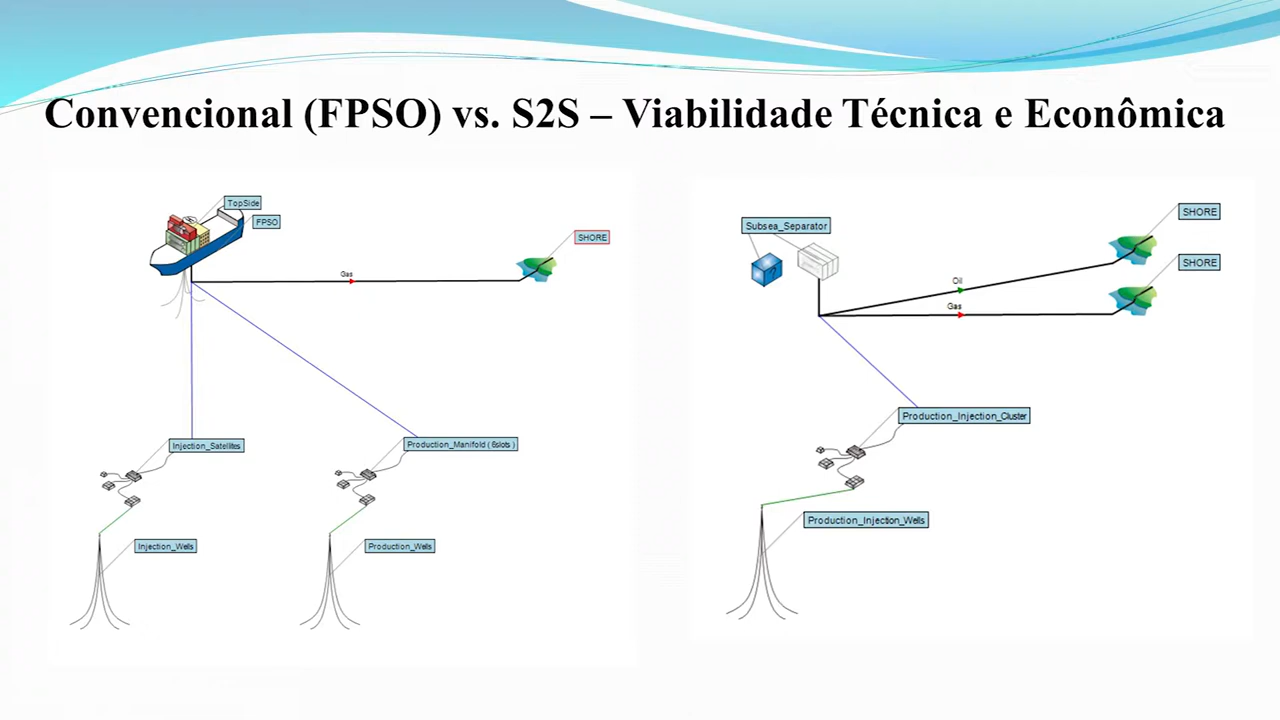 Convencional (FPSO) vs. S2S – Viabilidade Técnica e Econômica
TopSide
FPSO
SHORE
Gas
Injection_Satellites
Production_Manifold ( 6slots )
Injection_Wells
Production_Wells
Subsea_Separator
?
SHORE
SHORE
Oil
Gas
Production_Injection_Cluster
Production_Injection_Wells